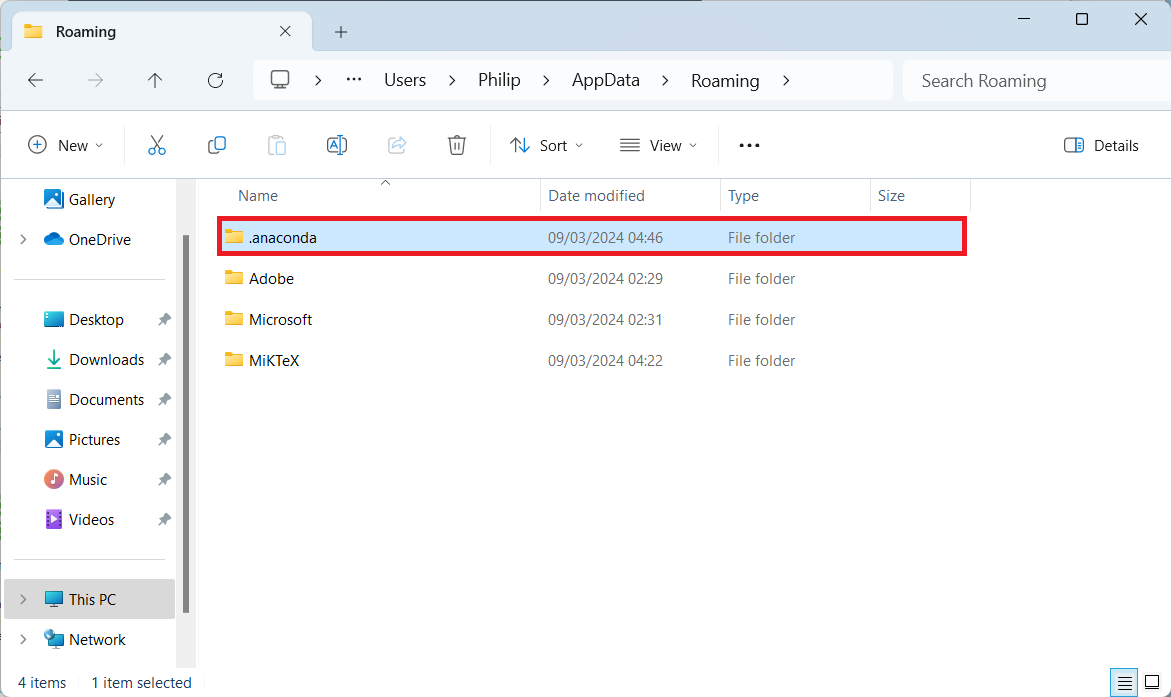 Roaming
Users Philip AppData Roaming
Search Roaming
New
Sort
View
Details
Name Date modified Type Size
.anaconda 09/03/2024 04:46 File folder
Adobe 09/03/2024 02:29 File folder
Microsoft 09/03/2024 02:31 File folder
MiKTeX 09/03/2024 04:22 File folder
Gallery
OneDrive
Desktop
Downloads
Documents
Pictures
Music
Videos
This PC
Network
4 items 1 item selected